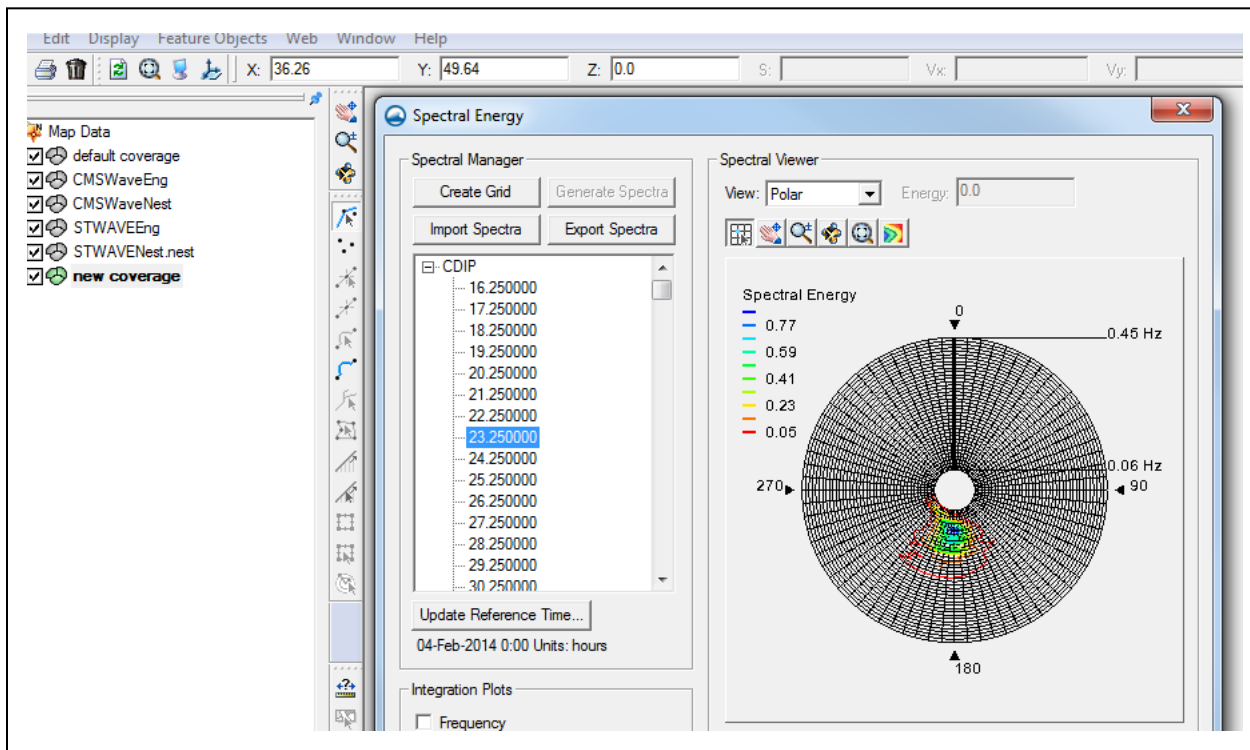 Edit Display Feature Objects Web Window Help
X: 36.26 Y: 49.64 Z: 0.0 S: Vx: Vy:
Map Data
default coverage
CMSWaveEng
CMSWaveNest
STWAVEEng
STWAVENest.nest
new coverage
Spectral Energy
Spectral Manager
Create Grid Generate Spectra
Import Spectra Export Spectra
CDIP
16.250000
17.250000
18.250000
19.250000
20.250000
21.250000
22.250000
23.250000
24.250000
25.250000
26.250000
27.250000
28.250000
29.250000
30.250000
Update Reference Time...
04-Feb-2014 0:00 Units: hours
Integration Plots
Frequency
Spectral Viewer
View: Polar Energy: 0.0
Spectral Energy
0.77
0.59
0.41
0.23
0.05
0
0.45 Hz
0.06 Hz
270
90
180